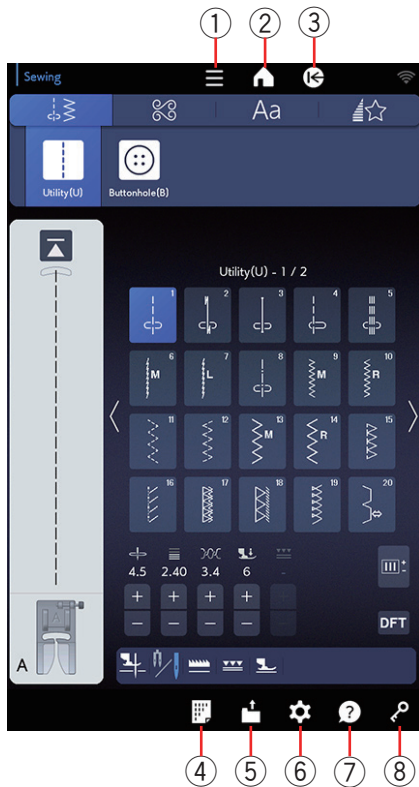 ① ② ③
Sewing
Aa
Utility(U) Buttonhole(B)
Utility(U) - 1 / 2
1 2 3 4 5
6 M 7 L 8 9 M 10 R
11 12 13 M 14 R 15
16 17 18 19 20
4.5 2.40 3.4 6 -
+ + + + +
− − − − − DFT
A
④ ⑤ ⑥ ⑦ ⑧